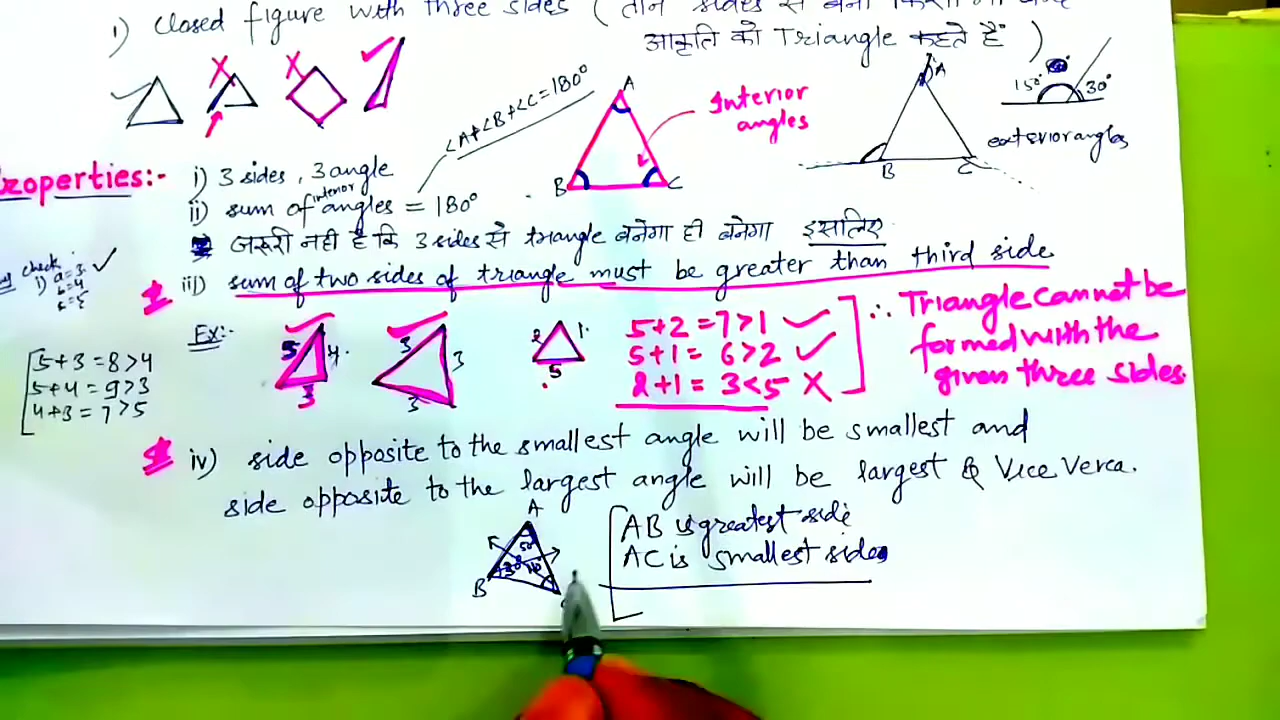 i) closed figure with three sides ( तीन sides से बना
आकृति को Triangle कहते हैं )
∠A+∠B+∠C=180°
A
B
C
Interior
angles
A
B
C
150°
30°
exterior angles
Properties:-
i) 3 sides, 3 angle
ii) sum of interior angles = 180°
जरूरी नही है कि 3 sides से triangle बनेगा ही बनेगा इसलिए
iii) sum of two sides of triangle must be greater than third side
check
i) a=3
b=4
c=5
Ex:-
5
4
3
3
3
3
2
1
5
5+2=7>1 ✓
5+1=6>2 ✓
2+1=3<5 X
∴ Triangle cannot be
formed with the
given three sides.
5+3=8>4
5+4=9>3
4+3=7>5
iv) side opposite to the smallest angle will be smallest and
side opposite to the largest angle will be largest & Vice Verca.
A
50°
B
AB is greatest side
AC is smallest side